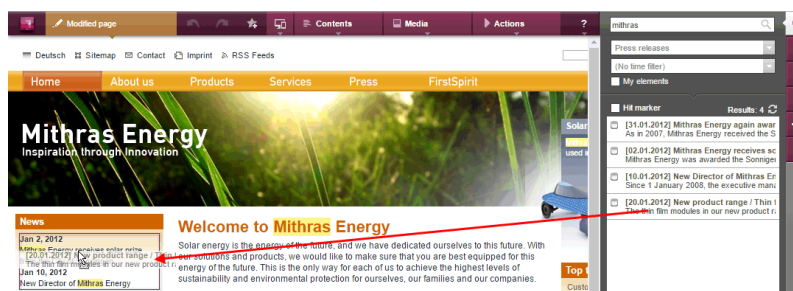 Modified page
Contents
Media
Actions
?
mithras
Deutsch Sitemap Contact Imprint RSS Feeds
Press releases
(No time filter)
My elements
Home About us Products Services Press FirstSpirit
Hit marker Results: 4
Mithras Energy
Inspiration through Innovation
Solar
used in
[31.01.2012] Mithras Energy again awar
As in 2007, Mithras Energy received the S
[02.01.2012] Mithras Energy receives so
Mithras Energy was awarded the Sonnige
[10.01.2012] New Director of Mithras En
Since 1 January 2008, the executive mana
[20.01.2012] New product range / Thin f
The thin film modules in our new product ra
News
Jan 2, 2012
Mithras Energy receives solar prize
[20.01.2012] New product range / Thin
The thin film modules in our new product r
Jan 10, 2012
New Director of Mithras Energy
Welcome to Mithras Energy
Solar energy is the energy of the future, and we have dedicated ourselves to this future. With
our solutions and products, we would like to make sure that you are best equipped for this
energy of the future. This is the only way for each of us to achieve the highest levels of
sustainability and environmental protection for ourselves, our families and our companies.
Top t
Custo